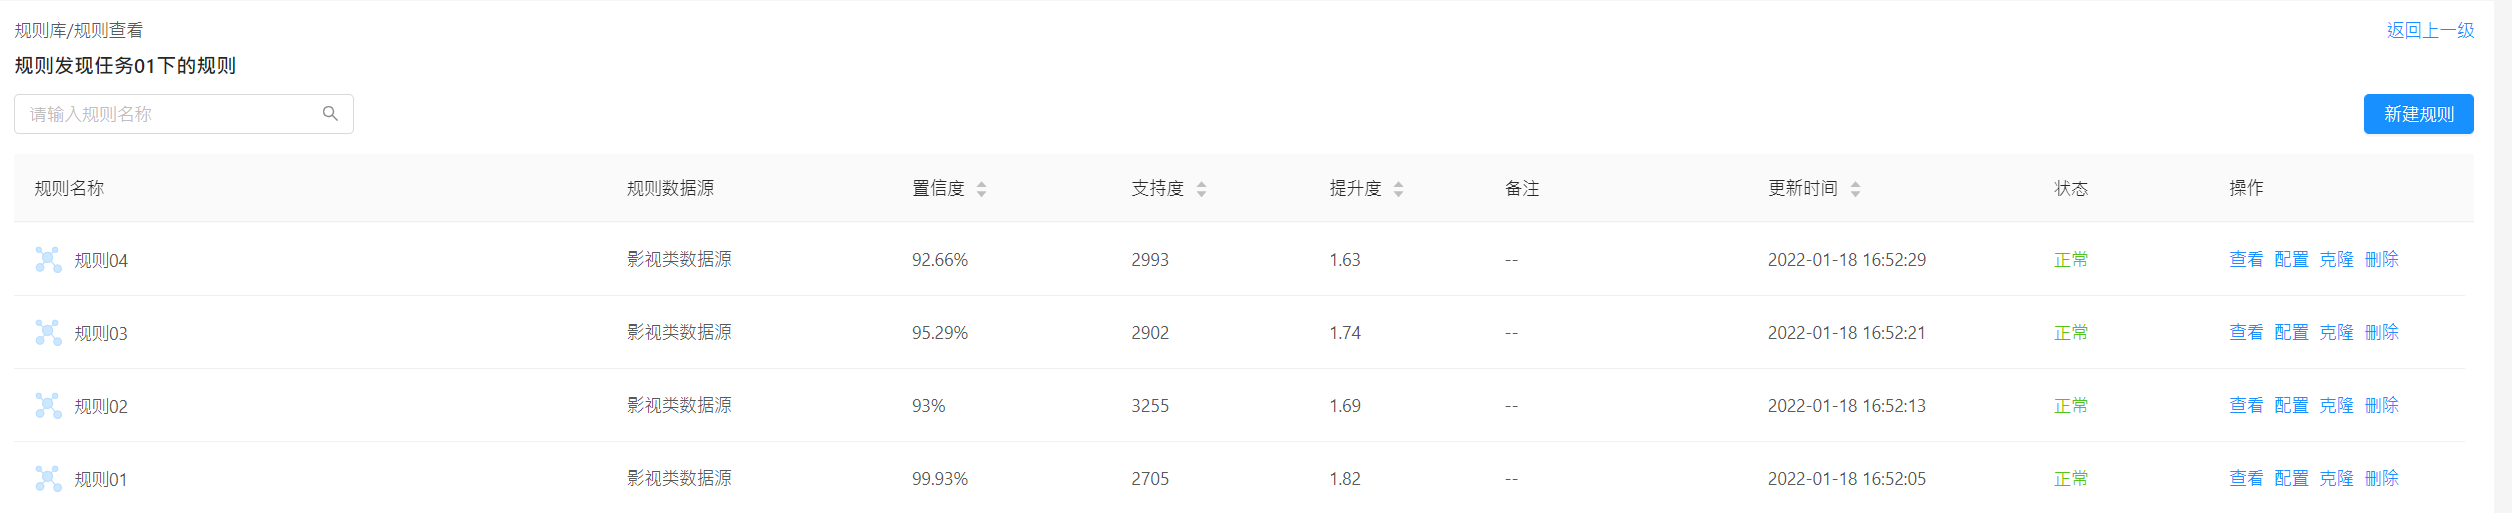 规则库/规则查看 返回上一级
规则发现任务01下的规则
请输入规则名称 新建规则
规则名称 规则数据源 置信度 支持度 提升度 备注 更新时间 状态 操作
规则04 影视类数据源 92.66% 2993 1.63 -- 2022-01-18 16:52:29 正常 查看 配置 克隆 删除
规则03 影视类数据源 95.29% 2902 1.74 -- 2022-01-18 16:52:21 正常 查看 配置 克隆 删除
规则02 影视类数据源 93% 3255 1.69 -- 2022-01-18 16:52:13 正常 查看 配置 克隆 删除
规则01 影视类数据源 99.93% 2705 1.82 -- 2022-01-18 16:52:05 正常 查看 配置 克隆 删除